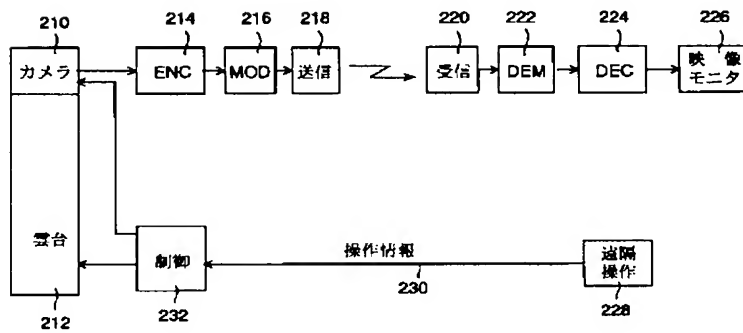 210
214
216
218
220
222
224
226
カメラ
ENC
MOD
送信
受信
DEM
DEC
映 像
モニタ
雲台
制御
操作情報
遠隔
操作
212
232
230
228